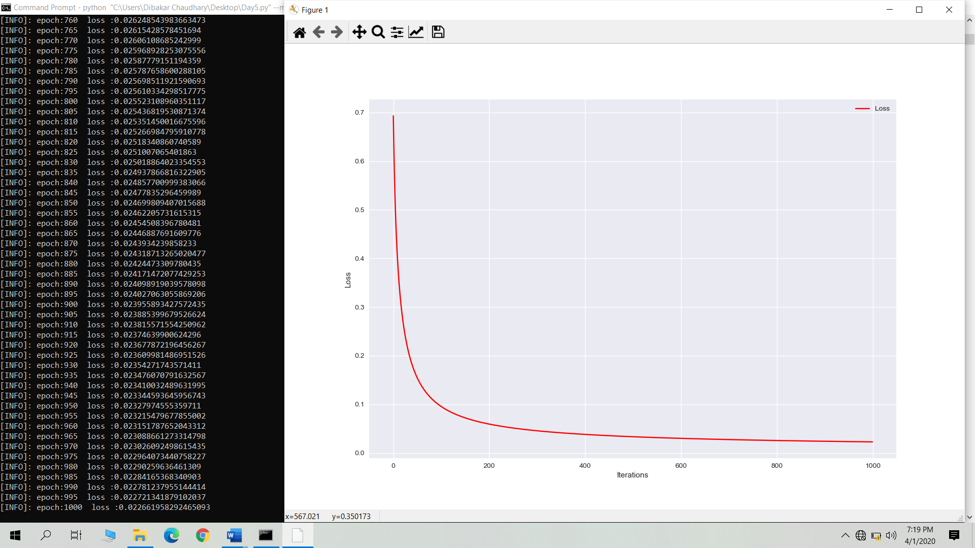 Command Prompt - python "C:\Users\Dibakar Chaudhary\Desktop\Day5.py" --m
[INFO]: epoch:760 loss :0.026248543983663473
[INFO]: epoch:765 loss :0.02615428578451694
[INFO]: epoch:770 loss :0.02606108685242999
[INFO]: epoch:775 loss :0.025968928253075556
[INFO]: epoch:780 loss :0.02587779151194359
[INFO]: epoch:785 loss :0.025787658600288105
[INFO]: epoch:790 loss :0.025698511921590693
[INFO]: epoch:795 loss :0.025610334298517775
[INFO]: epoch:800 loss :0.025523108960351117
[INFO]: epoch:805 loss :0.025436819530871374
[INFO]: epoch:810 loss :0.025351450016675596
[INFO]: epoch:815 loss :0.025266984795910778
[INFO]: epoch:820 loss :0.02518340860740589
[INFO]: epoch:825 loss :0.0251007065401863
[INFO]: epoch:830 loss :0.025018864023354553
[INFO]: epoch:835 loss :0.024937866816322905
[INFO]: epoch:840 loss :0.024857700999383066
[INFO]: epoch:845 loss :0.02477835296459989
[INFO]: epoch:850 loss :0.024699809407015688
[INFO]: epoch:855 loss :0.02462205731615315
[INFO]: epoch:860 loss :0.02454508396780481
[INFO]: epoch:865 loss :0.02446887691609776
[INFO]: epoch:870 loss :0.0243934239858233
[INFO]: epoch:875 loss :0.024318713265020477
[INFO]: epoch:880 loss :0.02424473309780435
[INFO]: epoch:885 loss :0.024171472077429253
[INFO]: epoch:890 loss :0.024098919039578098
[INFO]: epoch:895 loss :0.024027063055869206
[INFO]: epoch:900 loss :0.023955893427572435
[INFO]: epoch:905 loss :0.023885399679526624
[INFO]: epoch:910 loss :0.023815571554250962
[INFO]: epoch:915 loss :0.02374639900624296
[INFO]: epoch:920 loss :0.023677872196456267
[INFO]: epoch:925 loss :0.023609981486951526
[INFO]: epoch:930 loss :0.02354271743571411
[INFO]: epoch:935 loss :0.023476070791632567
[INFO]: epoch:940 loss :0.023410032489631995
[INFO]: epoch:945 loss :0.023344593645956743
[INFO]: epoch:950 loss :0.02327974555359711
[INFO]: epoch:955 loss :0.023215479677855002
[INFO]: epoch:960 loss :0.023151787652043312
[INFO]: epoch:965 loss :0.023088661273314798
[INFO]: epoch:970 loss :0.023026092498615435
[INFO]: epoch:975 loss :0.022964073440758227
[INFO]: epoch:980 loss :0.02290259636461309
[INFO]: epoch:985 loss :0.02284165368340903
[INFO]: epoch:990 loss :0.022781237955144414
[INFO]: epoch:995 loss :0.022721341879102037
[INFO]: epoch:1000 loss :0.022661958292465093
Figure 1
Loss
0.7
0.6
0.5
0.4
0.3
0.2
0.1
0.0
Loss
0 200 400 600 800 1000
Iterations
x=567.021 y=0.350173
7:19 PM
4/1/2020